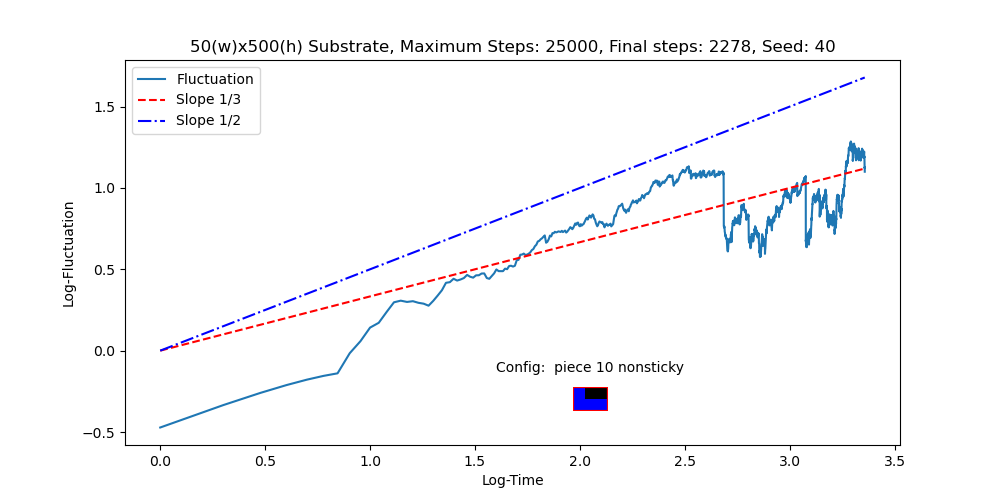 50(w)x500(h) Substrate, Maximum Steps: 25000, Final steps: 2278, Seed: 40
Fluctuation
Slope 1/3
Slope 1/2
1.5
1.0
0.5
0.0
−0.5
Log-Fluctuation
Config:  piece 10 nonsticky
0.0 0.5 1.0 1.5 2.0 2.5 3.0 3.5
Log-Time